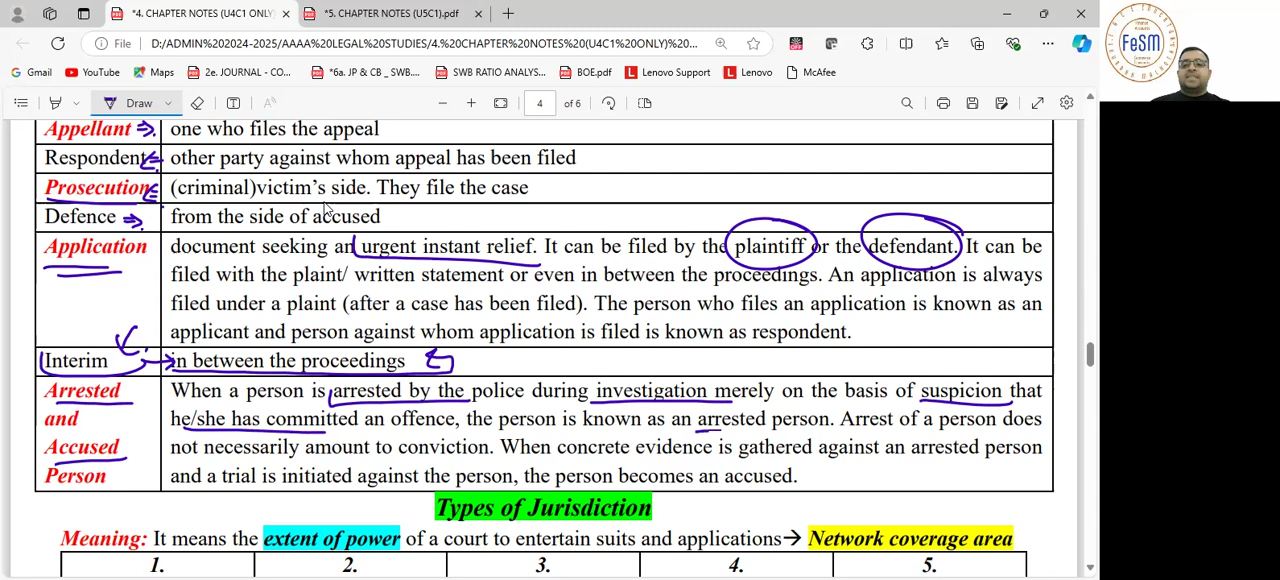 *4. CHAPTER NOTES (U4C1 ONLY)
*5. CHAPTER NOTES (U5C1).pdf
File D:/ADMIN%202024-2025/AAAA%20LEGAL%20STUDIES/4.%20CHAPTER%20NOTES%20(U4C1%20ONLY)%20...
Gmail YouTube Maps 2e. JOURNAL - CO... *6a. JP & CB _ SWB... SWB RATIO ANALYS... BOE.pdf Lenovo Support Lenovo McAfee
Draw 4 of 6
FeSM
Appellant one who files the appeal
Respondent other party against whom appeal has been filed
Prosecution (criminal)victim's side. They file the case
Defence from the side of accused
Application document seeking an urgent instant relief. It can be filed by the plaintiff or the defendant. It can be
filed with the plaint/ written statement or even in between the proceedings. An application is always
filed under a plaint (after a case has been filed). The person who files an application is known as an
applicant and person against whom application is filed is known as respondent.
Interim in between the proceedings
Arrested When a person is arrested by the police during investigation merely on the basis of suspicion that
and he/she has committed an offence, the person is known as an arrested person. Arrest of a person does
Accused not necessarily amount to conviction. When concrete evidence is gathered against an arrested person
Person and a trial is initiated against the person, the person becomes an accused.
Types of Jurisdiction
Meaning: It means the extent of power of a court to entertain suits and applications→ Network coverage area
1. 2. 3. 4. 5.